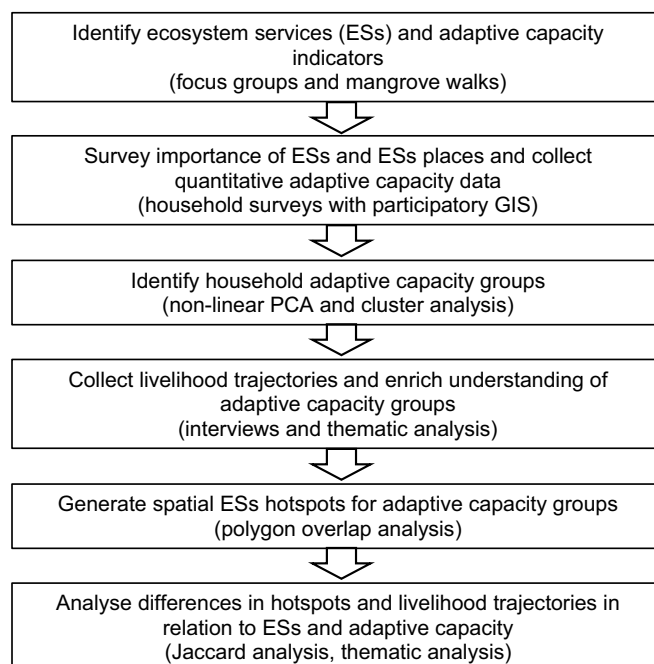 Identify ecosystem services (ESs) and adaptive capacity
indicators
(focus groups and mangrove walks)
Survey importance of ESs and ESs places and collect
quantitative adaptive capacity data
(household surveys with participatory GIS)
Identify household adaptive capacity groups
(non-linear PCA and cluster analysis)
Collect livelihood trajectories and enrich understanding of
adaptive capacity groups
(interviews and thematic analysis)
Generate spatial ESs hotspots for adaptive capacity groups
(polygon overlap analysis)
Analyse differences in hotspots and livelihood trajectories in
relation to ESs and adaptive capacity
(Jaccard analysis, thematic analysis)